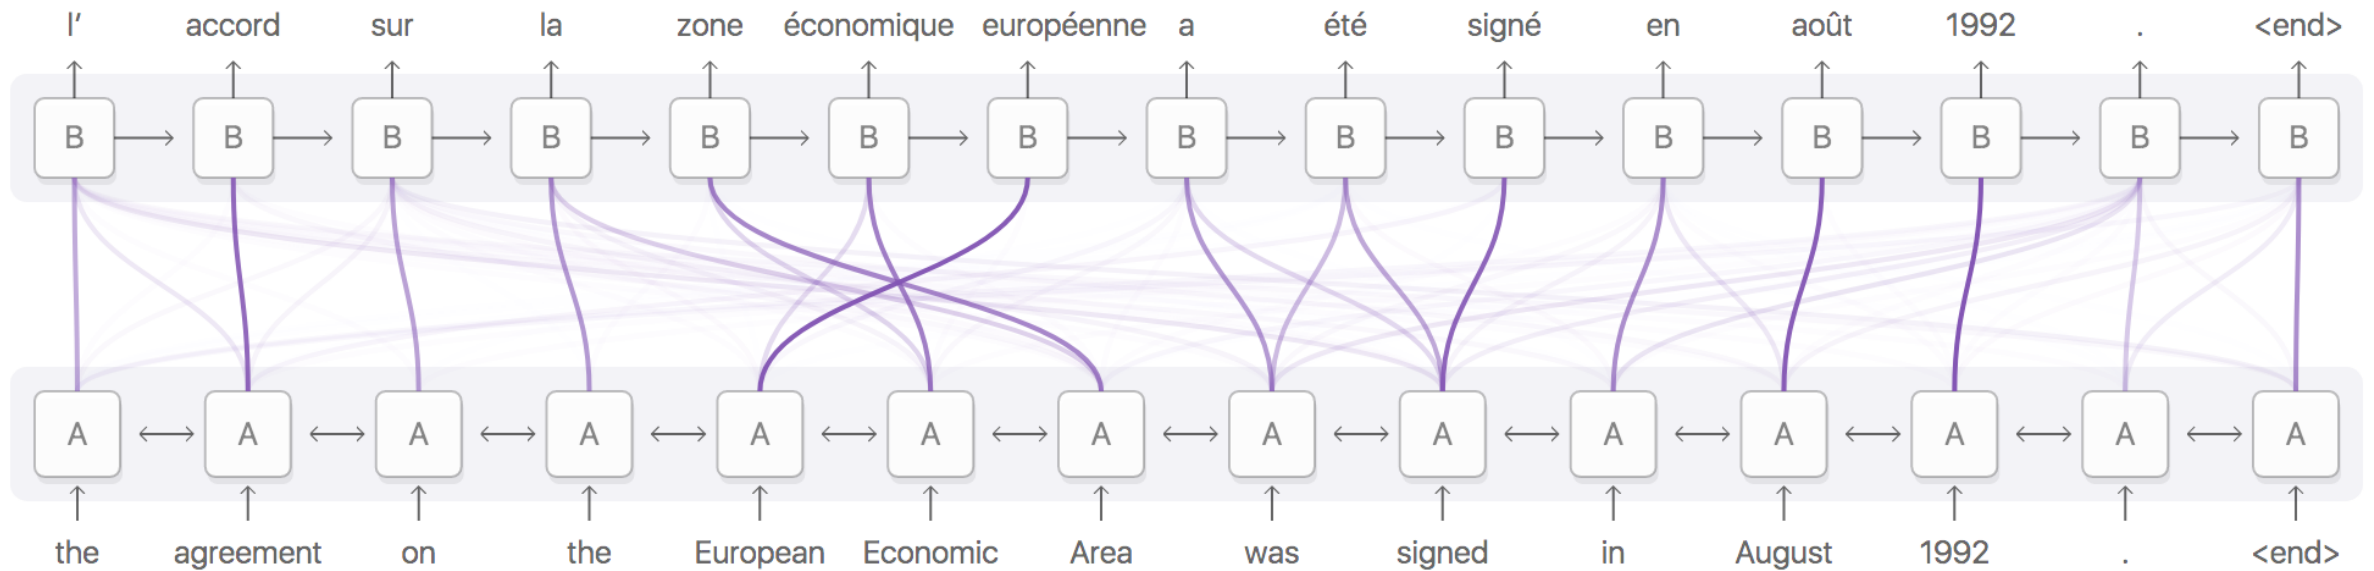 l’ accord sur la zone économique européenne a été signé en août 1992 . <end>
B B B B B B B B B B B B B B B
A A A A A A A A A A A A A A
the agreement on the European Economic Area was signed in August 1992 . <end>